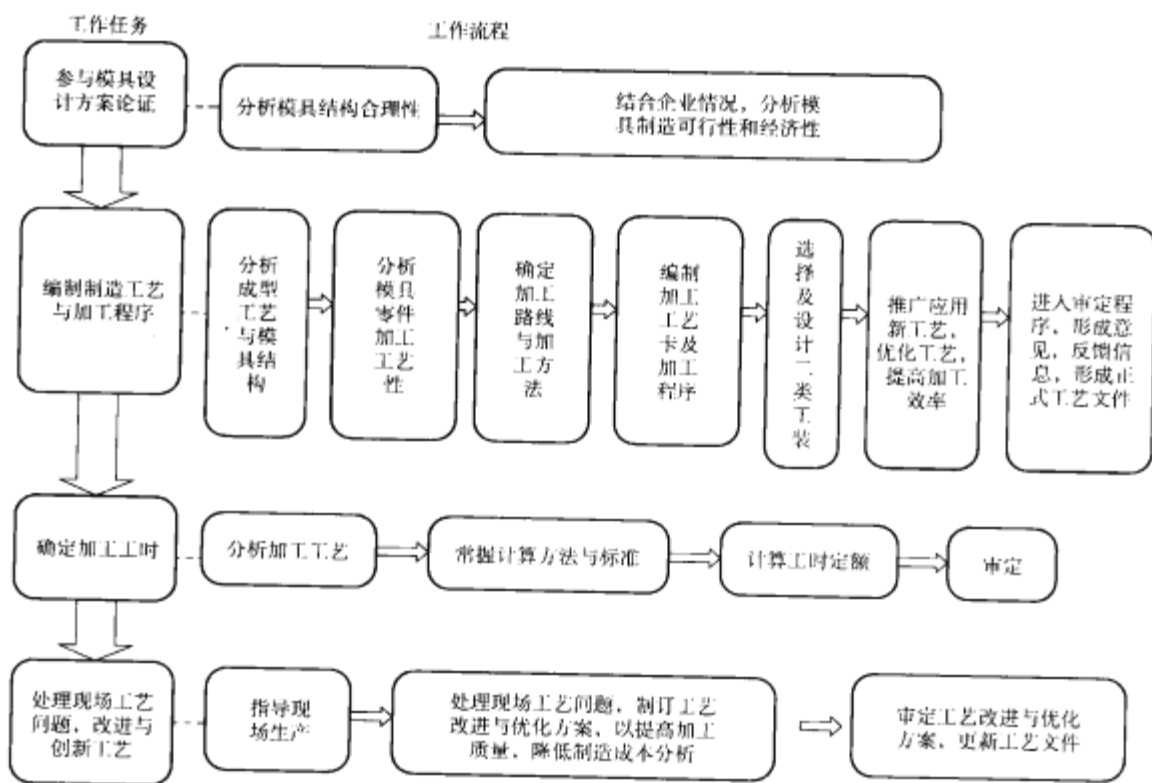 工作任务
工作流程
参与模具设
计方案论证
分析模具结构合理性
结合企业情况，分析模
具制造可行性和经济性
编制制造工艺
与加工程序
分析
成型
工艺
与模
具结
构
分析
模具
零件
加工
工艺
性
确定
加工
路线
与加
工方
法
编制
加工
工艺
卡及
加工
程序
选
择
及
设
计
二
类
工
装
推广应用
新工艺，
优化工艺，
提高加工
效率
进入审定程
序，形成意
见，反馈信
息，形成正
式工艺文件
确定加工工时
分析加工工艺
常握计算方法与标准
计算工时定额
审定
处理现场工艺
问题，改进与
创新工艺
指导现
场生产
处理现场工艺问题，制订工艺
改进与优化方案，以提高加工
质量，降低制造成本分析
审定工艺改进与优化
方案，更新工艺文件